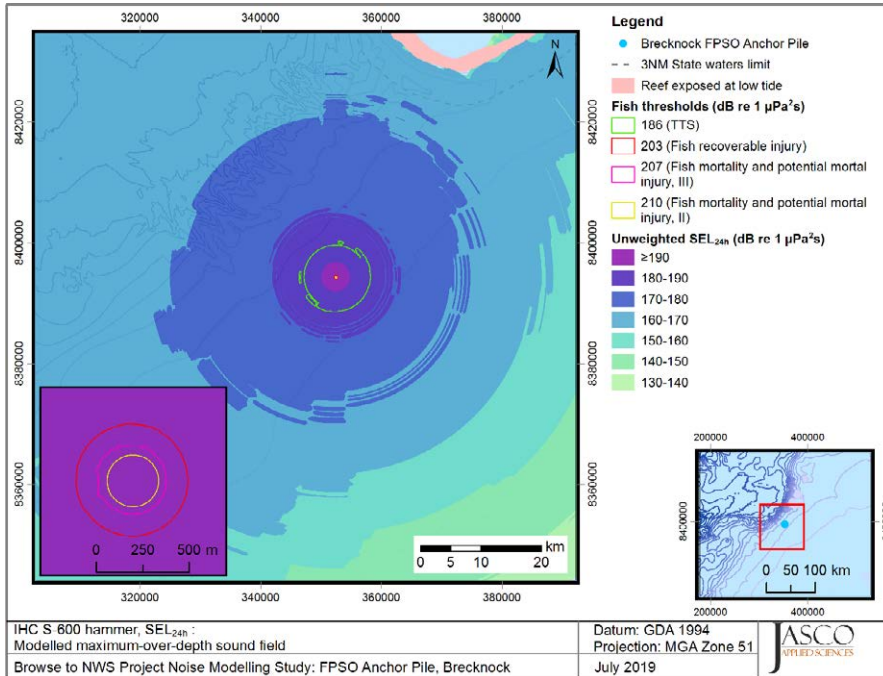 320000 340000 360000 380000
N
8420000
8400000
8380000
8360000
8420000
8400000
8380000
8360000
0 250 500 m
km
0 5 10 20
320000 340000 360000 380000
Legend
Brecknock FPSO Anchor Pile
3NM State waters limit
Reef exposed at low tide
Fish thresholds (dB re 1 µPa²s)
186 (TTS)
203 (Fish recoverable injury)
207 (Fish mortality and potential mortal
injury, III)
210 (Fish mortality and potential mortal
injury, II)
Unweighted SEL24h (dB re 1 µPa²s)
≥190
180-190
170-180
160-170
150-160
140-150
130-140
200000 400000
8400000
0 50 100 km
200000 400000
IHC S-600 hammer, SEL24h :
Modelled maximum-over-depth sound field
Browse to NWS Project Noise Modelling Study: FPSO Anchor Pile, Brecknock
Datum: GDA 1994
Projection: MGA Zone 51
July 2019
JASCO
APPLIED SCIENCES